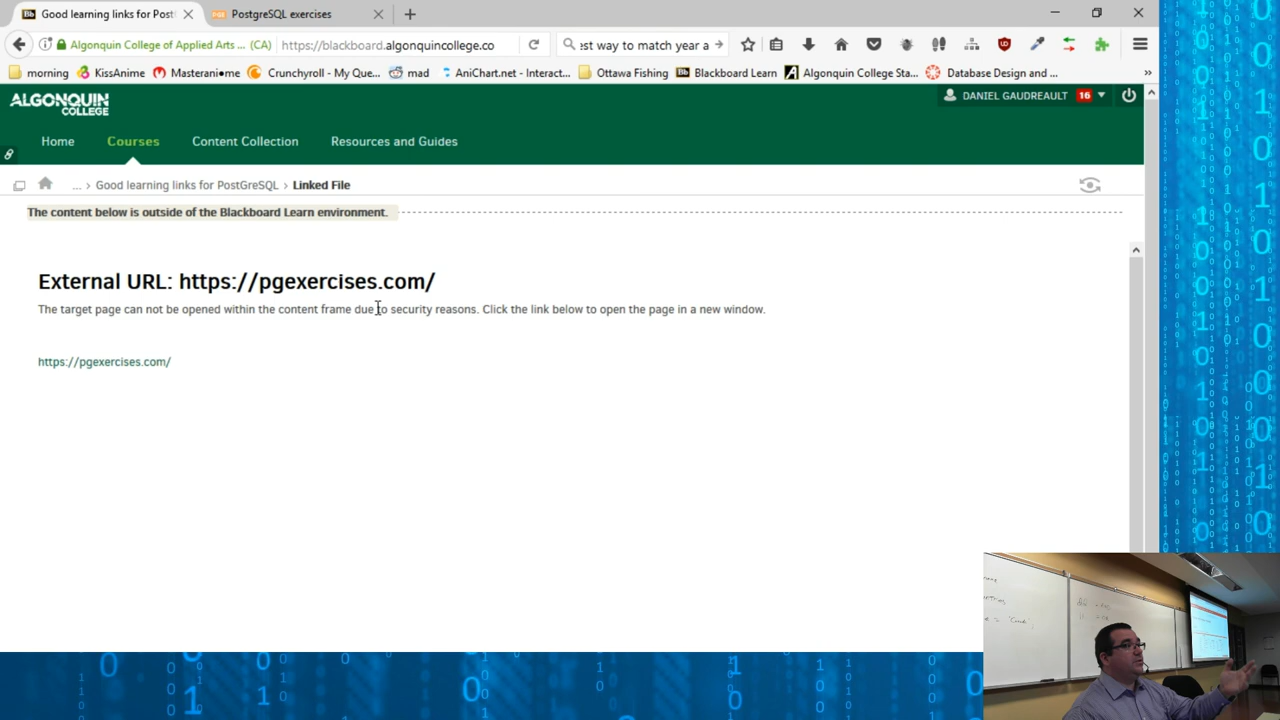 Good learning links for Post
PostgreSQL exercises
Algonquin College of Applied Arts ... (CA)
https://blackboard.algonquincollege.co
est way to match year a
morning
KissAnime
Masterani●me
Crunchyroll - My Que...
mad
AniChart.net - Interact...
Ottawa Fishing
Bb
Blackboard Learn
Algonquin College Sta...
Database Design and ...
»
ALGONQUIN
COLLEGE
DANIEL GAUDREAULT 16
Home
Courses
Content Collection
Resources and Guides
... > Good learning links for PostGreSQL > Linked File
The content below is outside of the Blackboard Learn environment.
External URL: https://pgexercises.com/
The target page can not be opened within the content frame due to security reasons. Click the link below to open the page in a new window.
https://pgexercises.com/